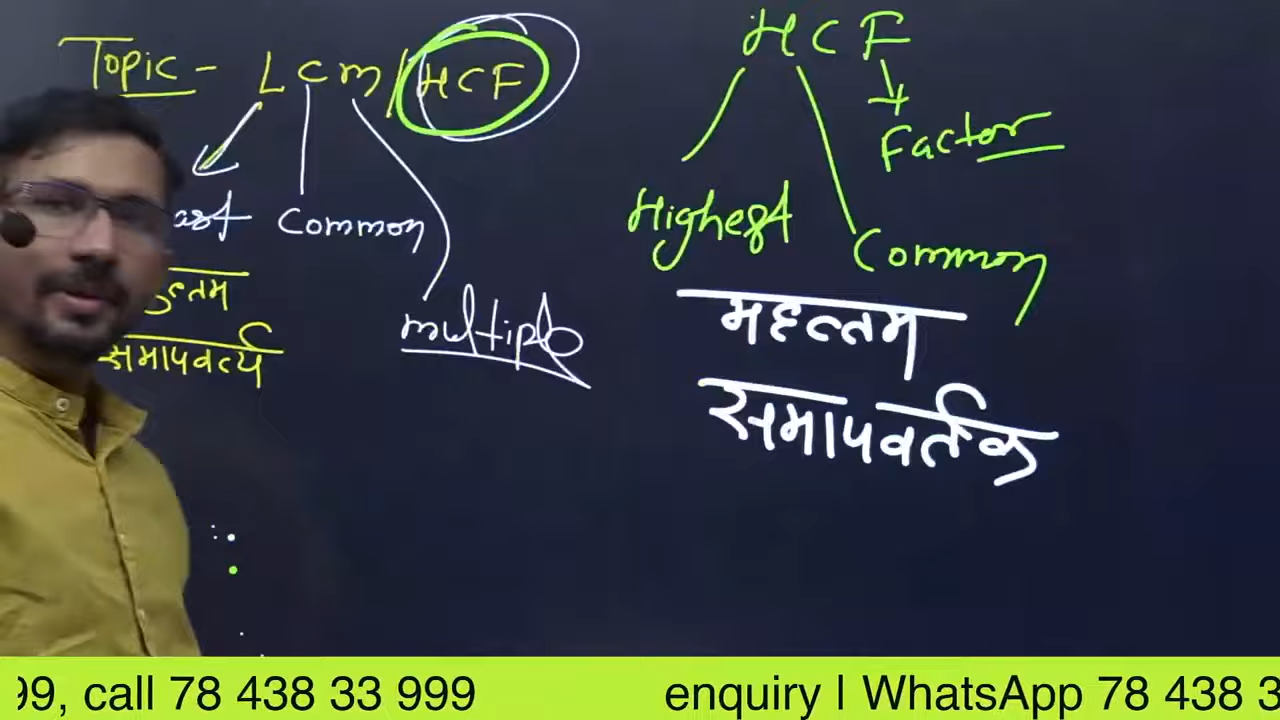 Topic - LCM/HCF
Common
multiple
समापवर्त्य
HCF
Factor
Highest
Common
महत्तम
समापवर्तक
99, call 78 438 33 999
enquiry | WhatsApp 78 438 3